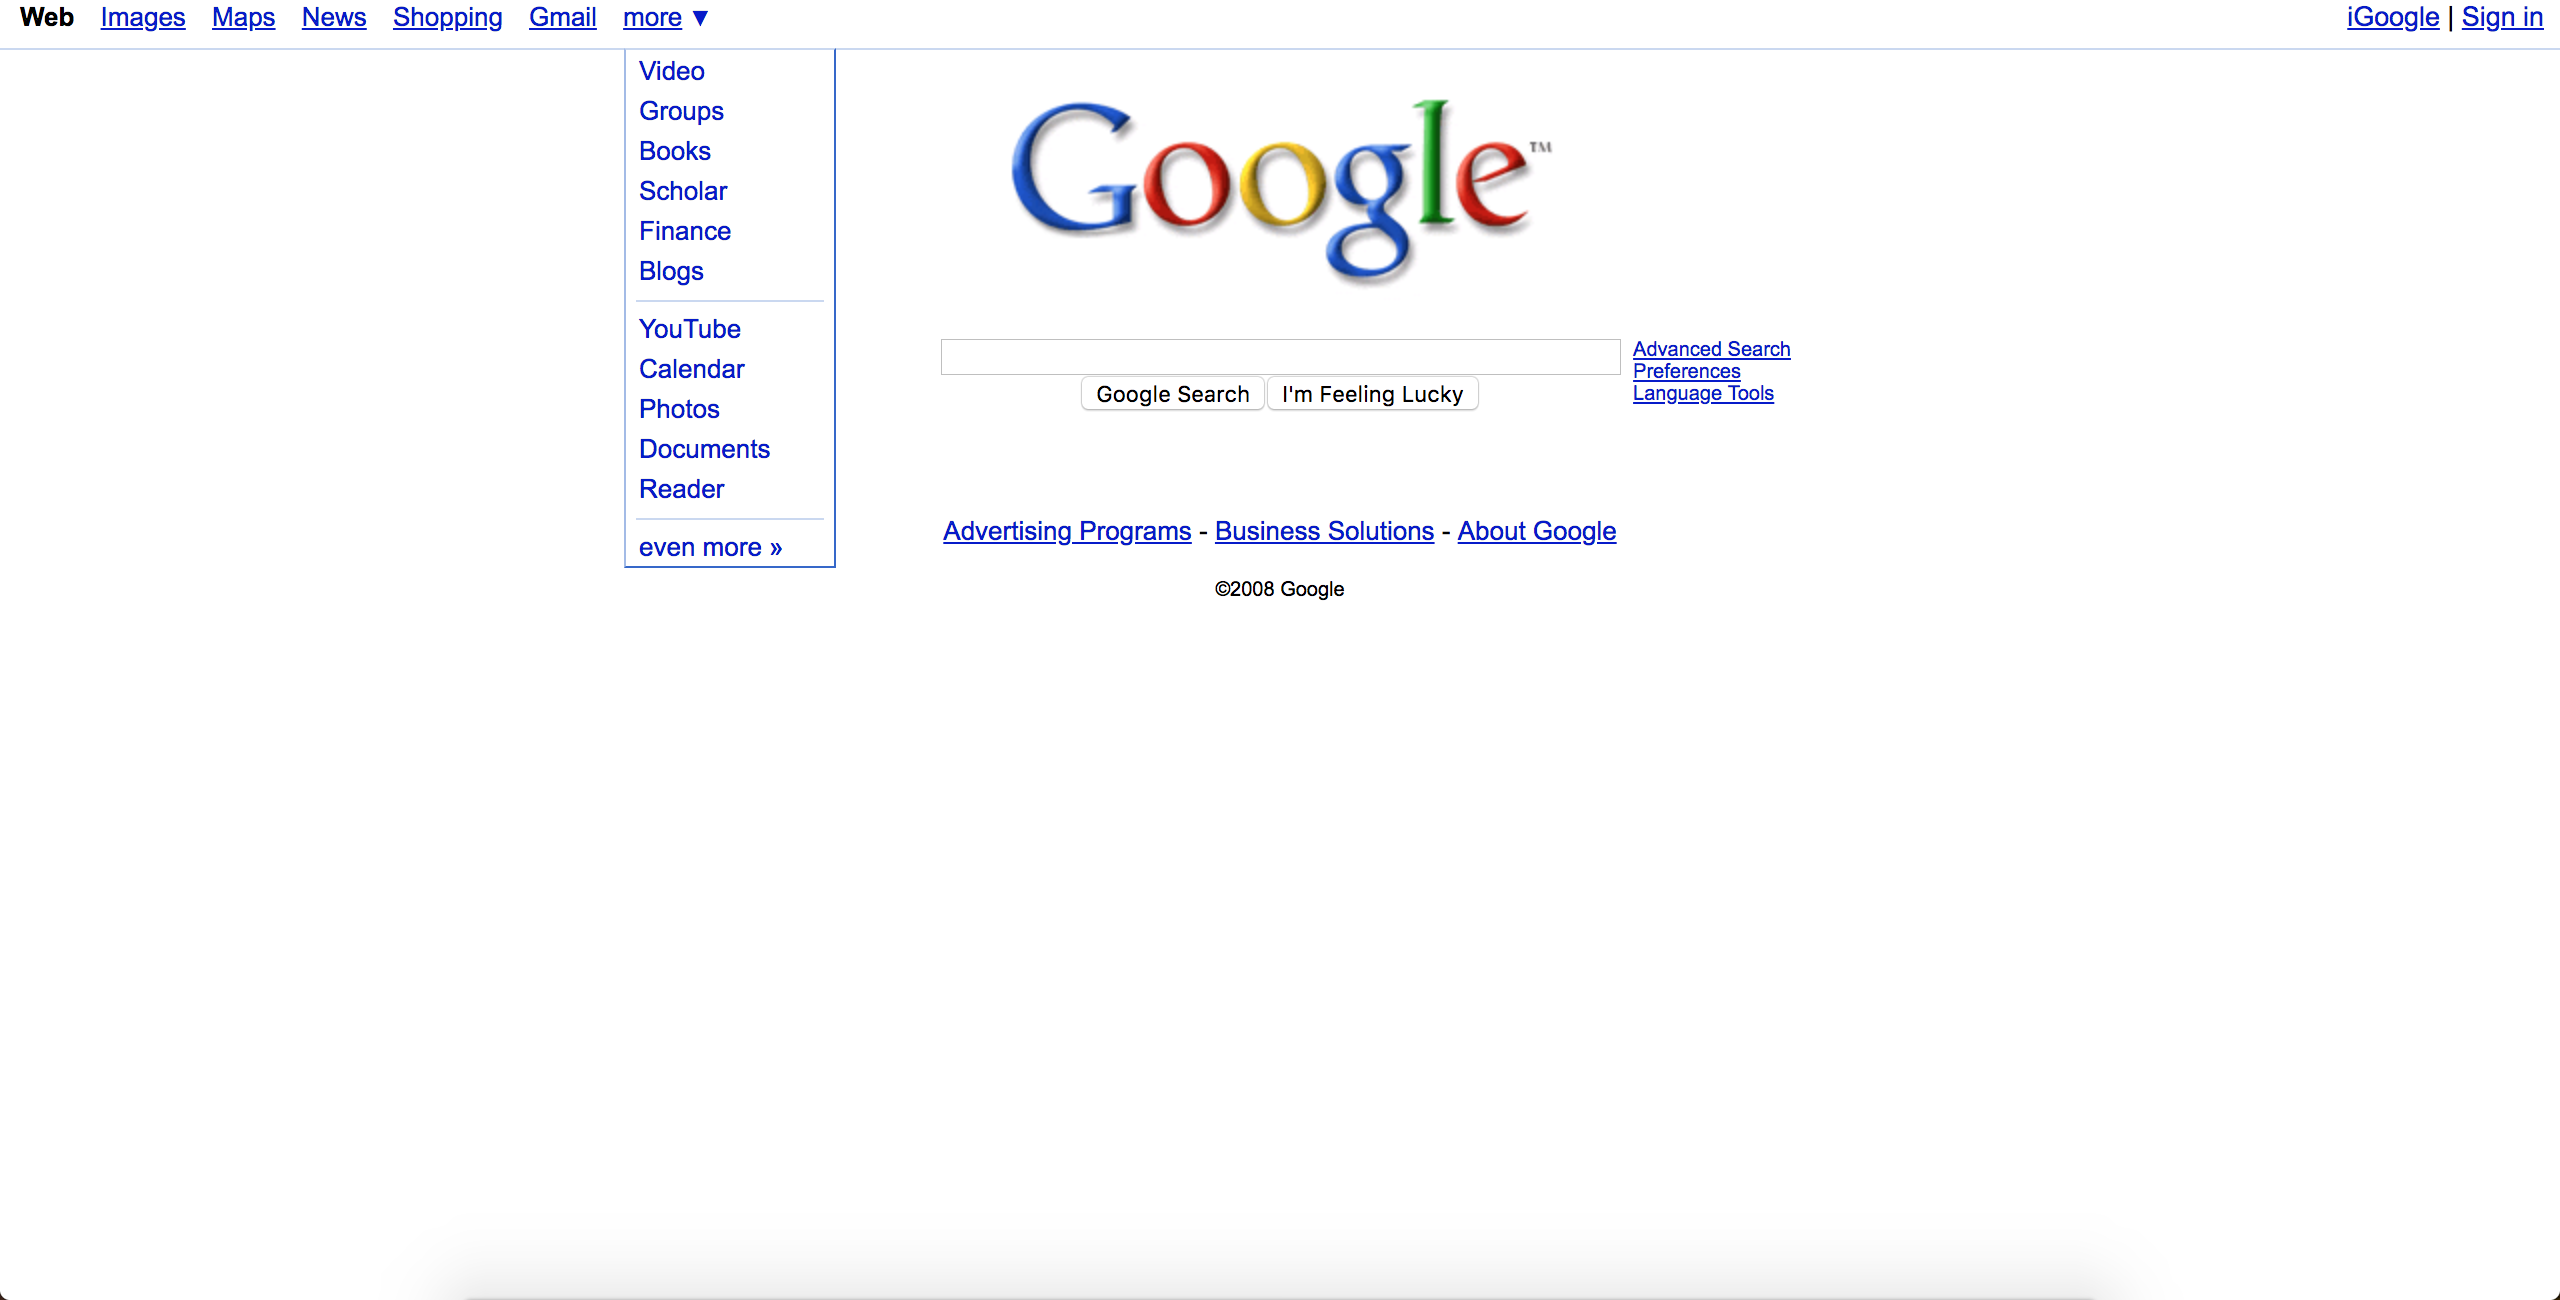 Web Images Maps News Shopping Gmail more ▼ iGoogle | Sign in
Video
Groups
Books
Scholar
Finance
Blogs
YouTube
Calendar
Photos
Documents
Reader
even more »
Google™
Advanced Search
Preferences
Language Tools
Google Search I'm Feeling Lucky
Advertising Programs - Business Solutions - About Google
©2008 Google